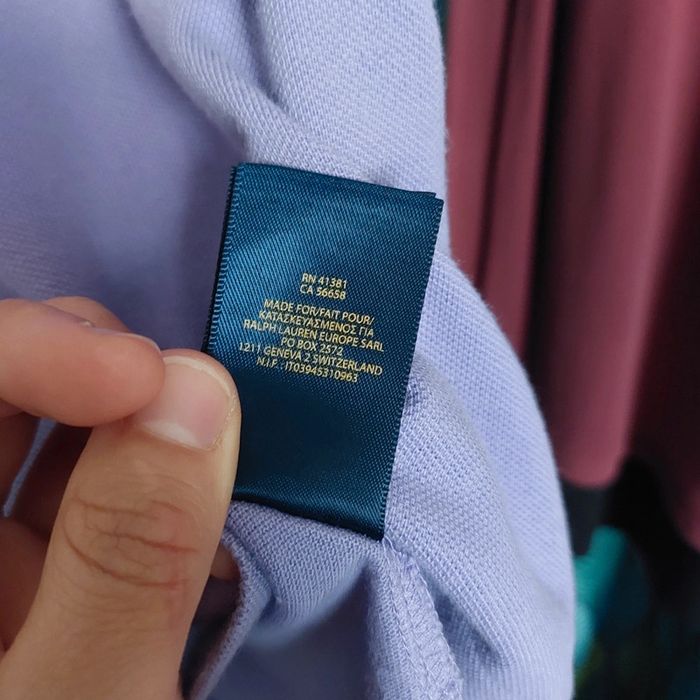 RN 41381
CA 56658
MADE FOR/FAIT POUR/
ΚΑΤΑΣΚΕΥΑΣΜΕΝΟΣ ΓΙΑ
RALPH LAUREN EUROPE SARL
PO BOX 2572
1211 GENEVA 2 SWITZERLAND
N.I.F. : IT03945310963